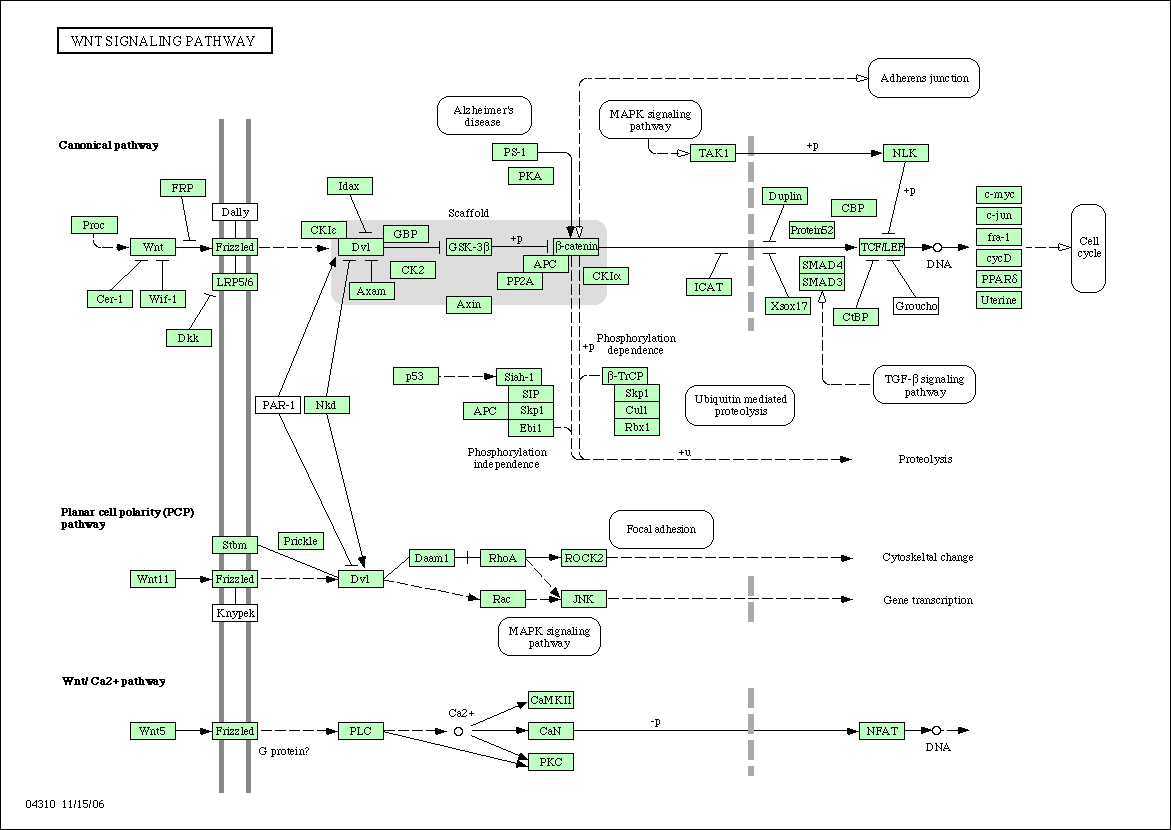 WNT SIGNALING PATHWAY
Adherens junction
Alzheimer's
disease
MAPK signaling
pathway
Canonical pathway
PS-1
TAK1
+p
NLK
PKA
FRP
Idax
+p
Duplin
c-myc
Dally
Scaffold
CBP
c-jun
Proc
CKIε
GBP
Protein52
fra-1
Wnt
Frizzled
Dvl
GSK-3β
+p
β-catenin
TCF/LEF
DNA
Cell
cycle
CK2
APC
CKIα
SMAD4
cycD
LRP5/6
PP2A
SMAD3
PPARδ
Cer-1
Wif-1
Axam
Axin
ICAT
Xsox17
CtBP
Groucho
Uterine
Dkk
+p
Phosphorylation
dependence
p53
Siah-1
β-TrCP
TGF-β signaling
pathway
SIP
Skp1
Ubiquitin mediated
proteolysis
PAR-1
Nkd
APC
Skp1
Cul1
Ebi1
Rbx1
Phosphorylation
independence
+u
Proteolysis
Planar cell polarity (PCP)
pathway
Focal adhesion
Stbm
Prickle
Daam1
RhoA
ROCK2
Cytoskeltal change
Wnt11
Frizzled
Dvl
Rac
JNK
Gene transcription
Knypek
MAPK signaling
pathway
Wnt/ Ca2+ pathway
CaMKII
Ca2+
-p
Wnt5
Frizzled
PLC
CaN
NFAT
DNA
G protein?
PKC
04310 11/15/06